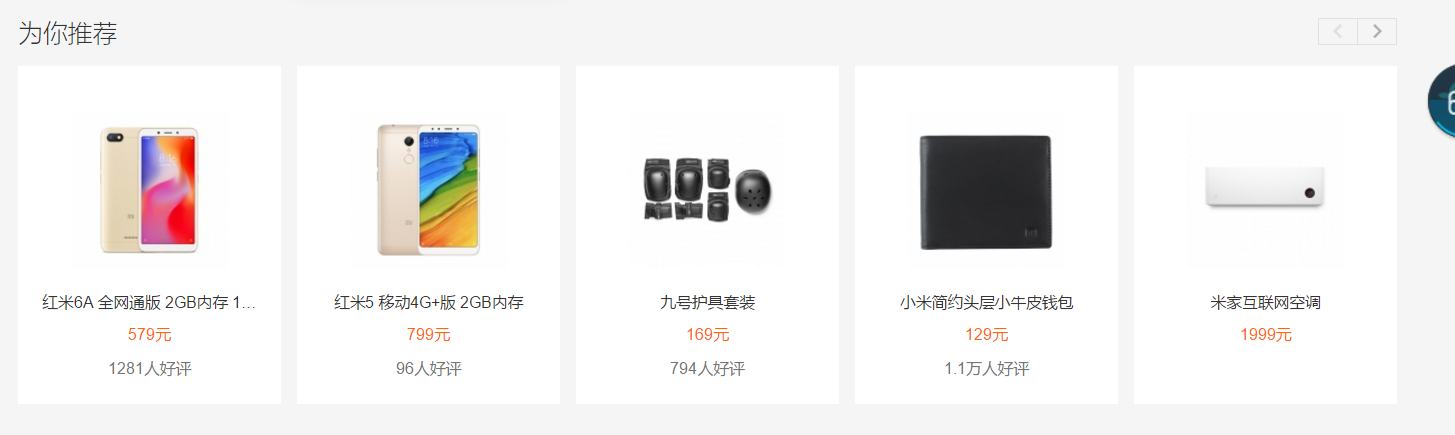 为你推荐
红米6A 全网通版 2GB内存 1...
579元
1281人好评
红米5 移动4G+版 2GB内存
799元
96人好评
九号护具套装
169元
794人好评
小米简约头层小牛皮钱包
129元
1.1万人好评
米家互联网空调
1999元